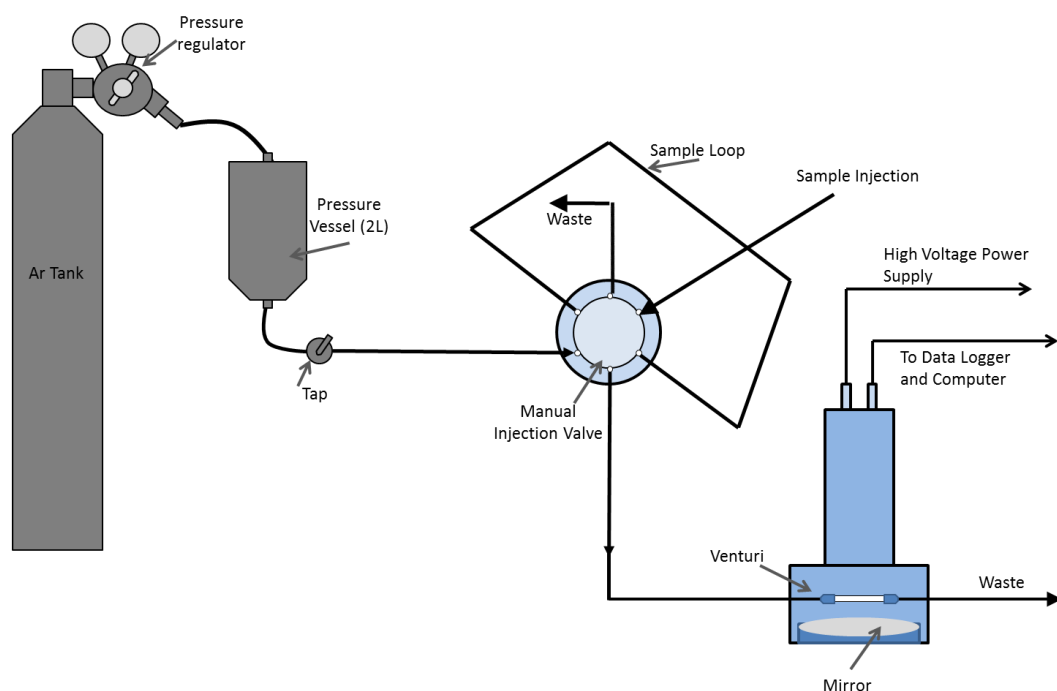 Pressure
regulator
Sample Loop
Sample Injection
Waste
Pressure
Vessel (2L)
Ar Tank
High Voltage Power
Supply
To Data Logger
and Computer
Tap
Manual
Injection Valve
Venturi
Waste
Mirror